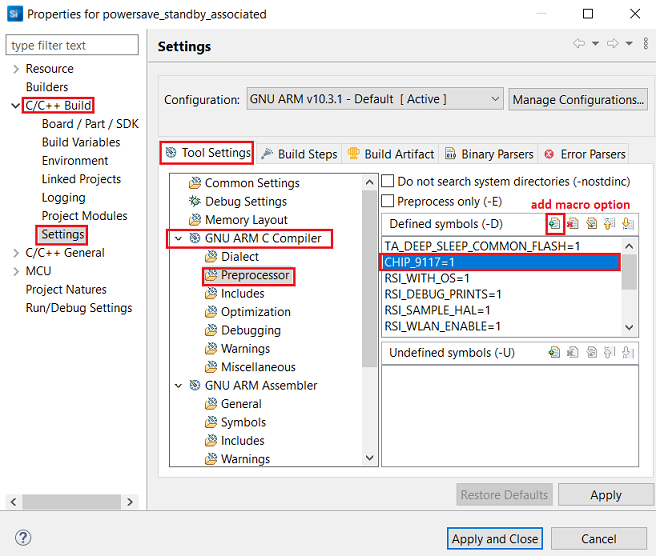 Si Properties for powersave_standby_associated
type filter text
Resource
Builders
C/C++ Build
Board / Part / SDK
Build Variables
Environment
Linked Projects
Logging
Project Modules
Settings
C/C++ General
MCU
Project Natures
Run/Debug Settings
Settings
Configuration: GNU ARM v10.3.1 - Default [ Active ] Manage Configurations...
Tool Settings Build Steps Build Artifact Binary Parsers Error Parsers
Common Settings
Debug Settings
Memory Layout
GNU ARM C Compiler
Dialect
Preprocessor
Includes
Optimization
Debugging
Warnings
Miscellaneous
GNU ARM Assembler
General
Symbols
Includes
Warnings
Do not search system directories (-nostdinc)
Preprocess only (-E) add macro option
Defined symbols (-D)
TA_DEEP_SLEEP_COMMON_FLASH=1
CHIP_9117=1
RSI_WITH_OS=1
RSI_DEBUG_PRINTS=1
RSI_SAMPLE_HAL=1
RSI_WLAN_ENABLE=1
Undefined symbols (-U)
Restore Defaults Apply
? Apply and Close Cancel